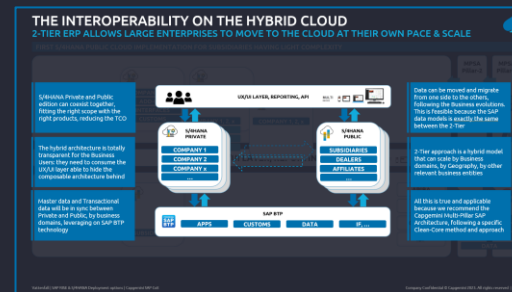 THE INTEROPERABILITY ON THE HYBRID CLOUD
2-TIER ERP ALLOWS LARGE ENTERPRISES TO MOVE TO THE CLOUD AT THEIR OWN PACE & SCALE
S/4HANA Private and Public
edition can coexist together,
fitting the right scope with the
right products, reducing the TCO
The hybrid architecture is totally
transparent for the Business
Users: they need to consume the
UX/UI layer able to hide the
composable architecture behind
Master data and Transactional
data will be in sync between
Private and Public, by business
domains, leveraging on SAP BTP
technology
UX/UI LAYER, REPORTING, API
S/4HANA
PRIVATE
COMPANY 1
COMPANY 2
COMPANY x
...
S/4HANA
PUBLIC
SUBSIDIARIES
DEALERS
AFFILIATES
...
SAP BTP
SAP
BTP
APPS
CUSTOMS
DATA
IF, ...
Data can be moved and migrate
from one side to the others,
following the Business evolutions.
This is feasible because the SAP
data models is exactly the same
between the 2-Tier
2-Tier approach is a hybrid model
that can scale by Business
domains, by Geography, by other
relevant business entities
All this is true and applicable
because we recommend the
Capgemini Multi-Pillar SAP
Architecture, following a specific
Clean-Core method and approach